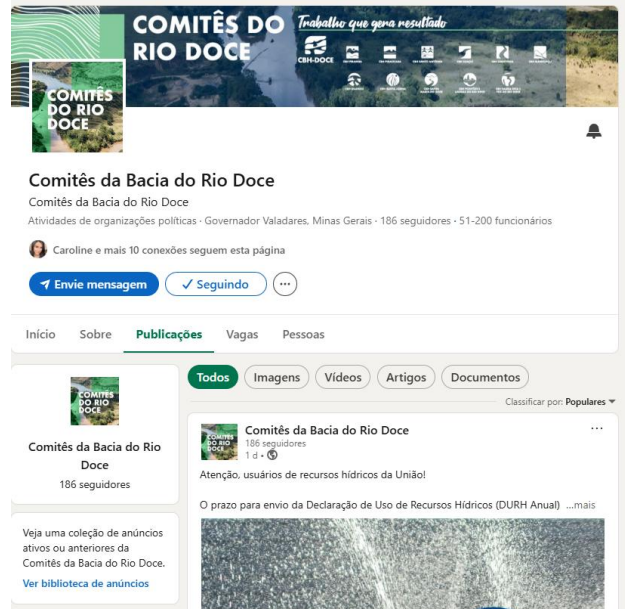 COMITÊS DO
RIO DOCE
Trabalho que gera resultado
CBH-DOCE
COMITÊS
DO RIO
DOCE
Comitês da Bacia do Rio Doce
Comitês da Bacia do Rio Doce
Atividades de organizações políticas · Governador Valadares, Minas Gerais · 186 seguidores · 51-200 funcionários
Caroline e mais 10 conexões seguem esta página
Envie mensagem
Seguindo
Início Sobre Publicações Vagas Pessoas
Todos Imagens Vídeos Artigos Documentos
Classificar por: Populares
COMITÊS
DO RIO
DOCE
Comitês da Bacia do Rio
Doce
186 seguidores
Veja uma coleção de anúncios
ativos ou anteriores da
Comitês da Bacia do Rio Doce.
Ver biblioteca de anúncios
COMITÊS
DO RIO
DOCE
Comitês da Bacia do Rio Doce
186 seguidores
1 d •
Atenção, usuários de recursos hídricos da União!
O prazo para envio da Declaração de Uso de Recursos Hídricos (DURH Anual) ...mais